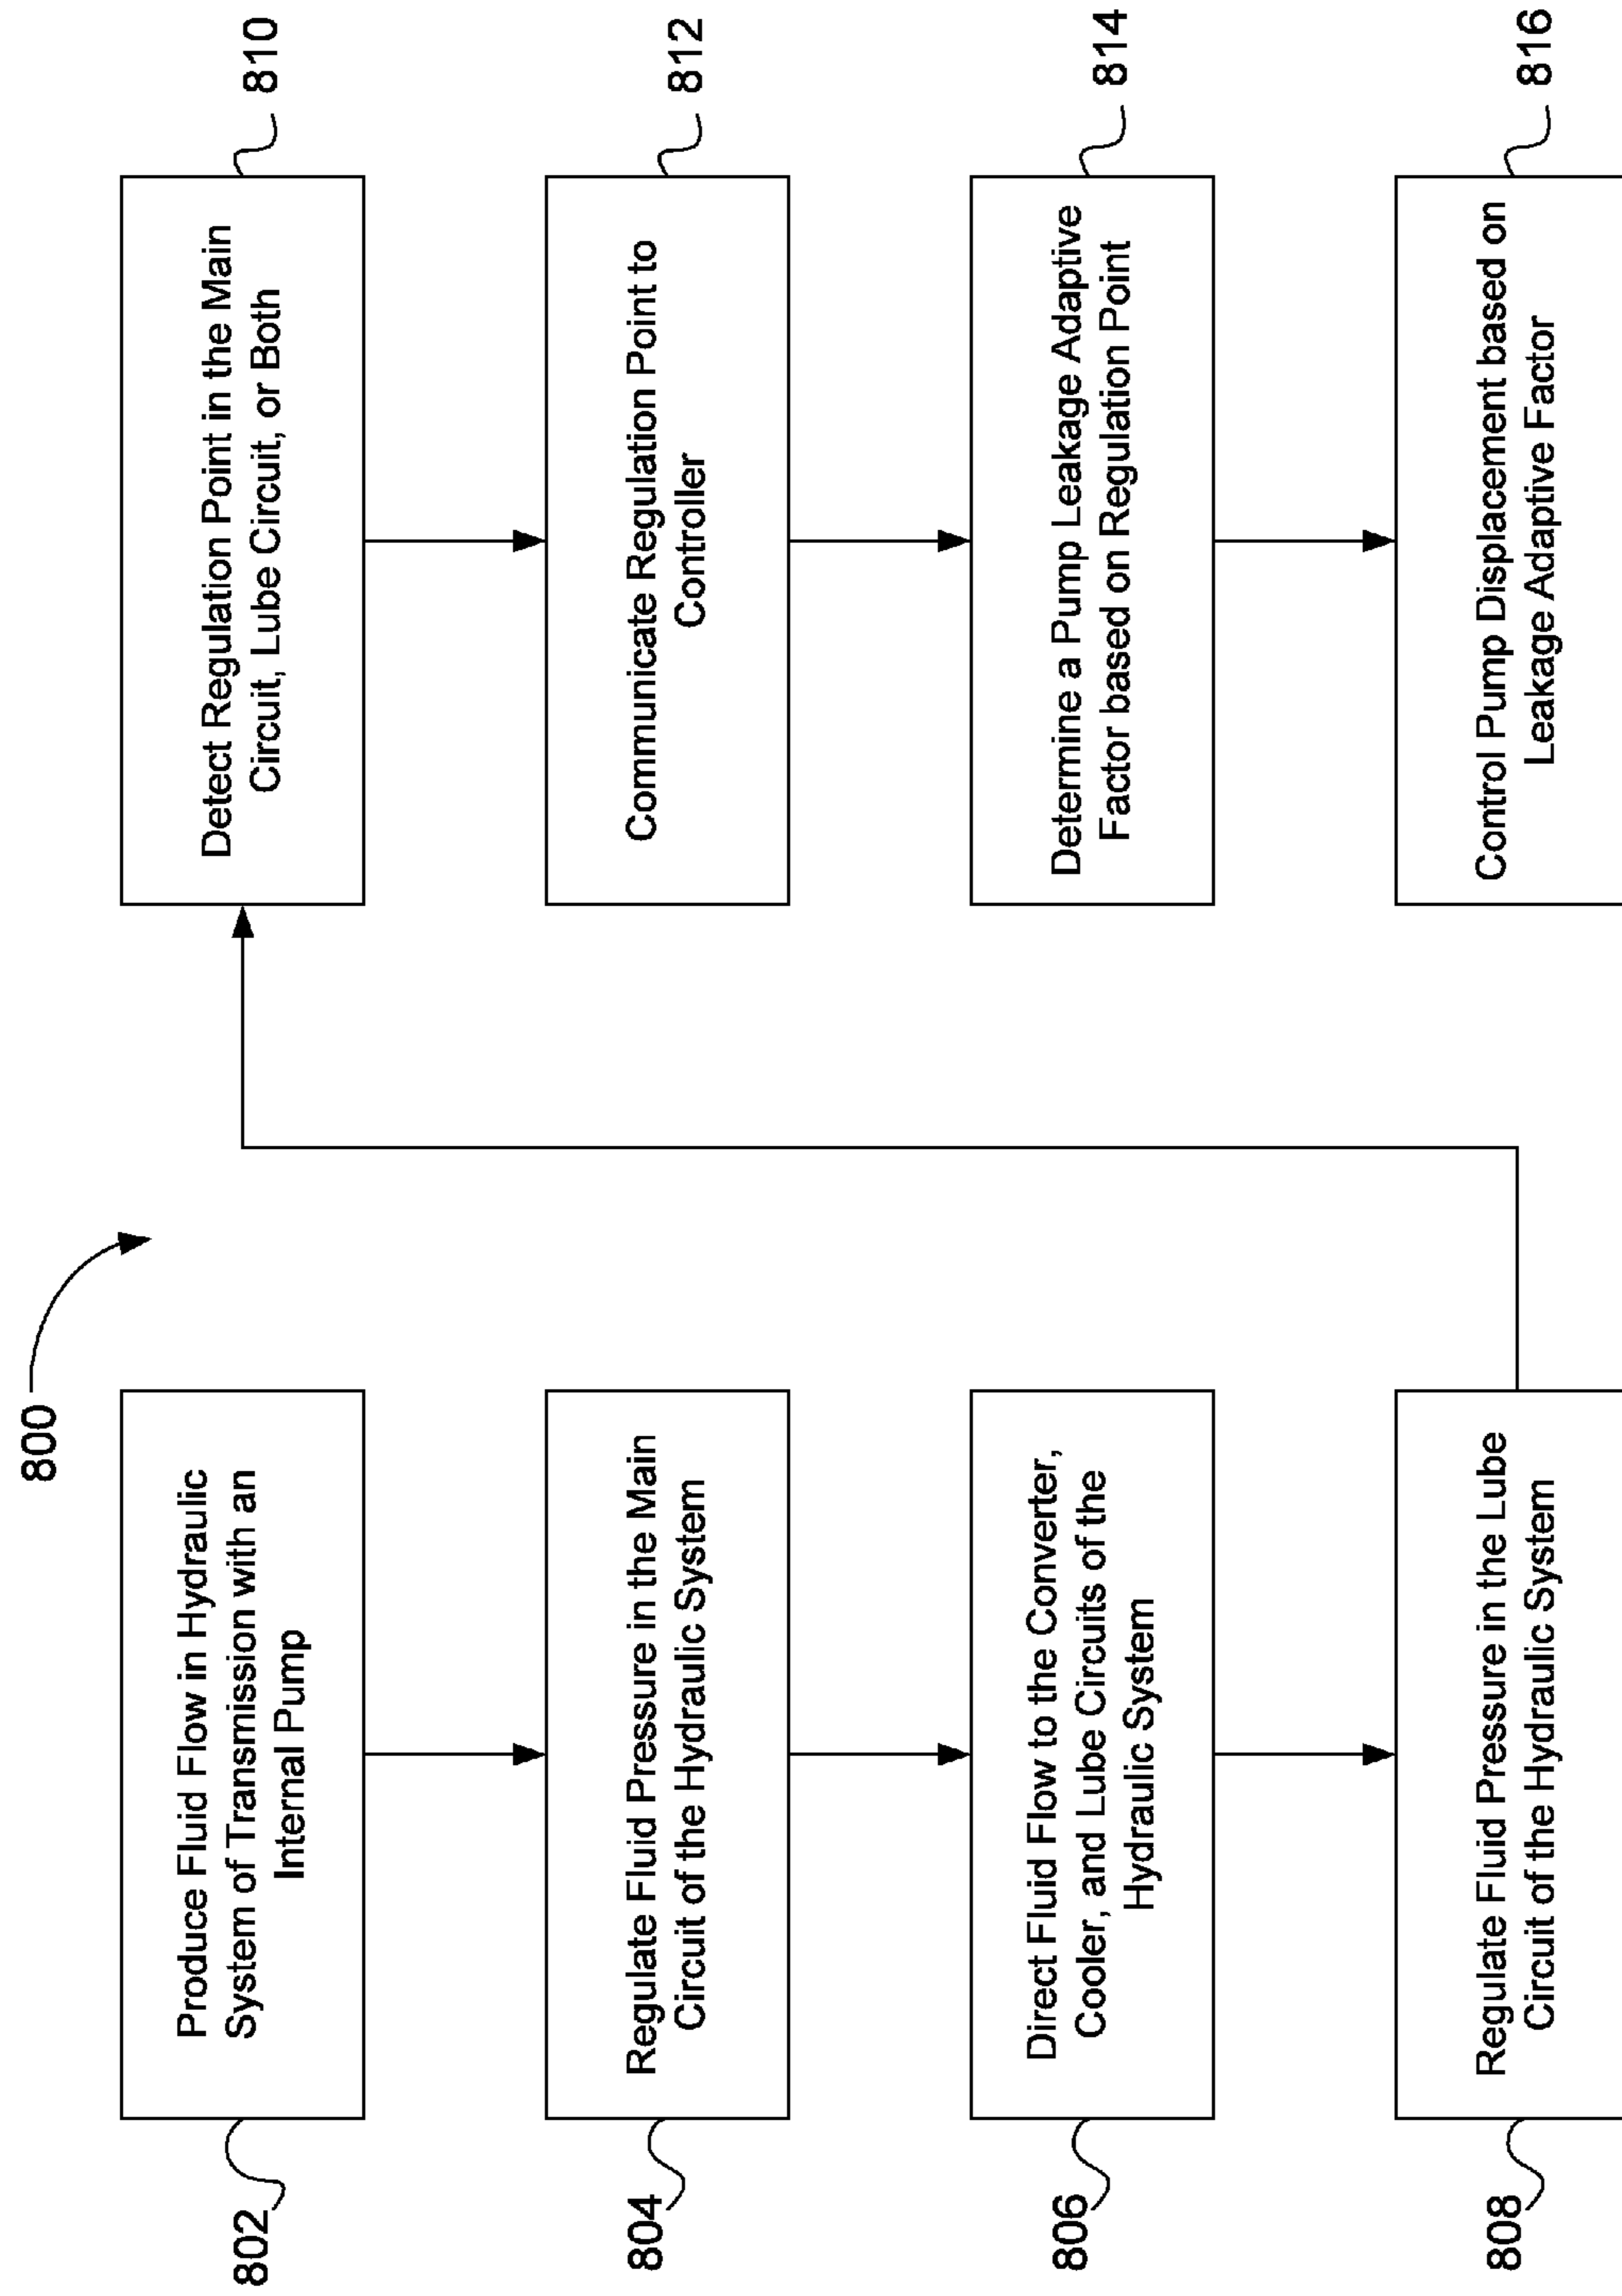 800
802
Produce Fluid Flow in Hydraulic
System of Transmission with an
Internal Pump
804
Regulate Fluid Pressure in the Main
Circuit of the Hydraulic System
806
Direct Fluid Flow to the Converter,
Cooler, and Lube Circuits of the
Hydraulic System
808
Regulate Fluid Pressure in the Lube
Circuit of the Hydraulic System
810
Detect Regulation Point in the Main
Circuit, Lube Circuit, or Both
812
Communicate Regulation Point to
Controller
814
Determine a Pump Leakage Adaptive
Factor based on Regulation Point
816
Control Pump Displacement based on
Leakage Adaptive Factor